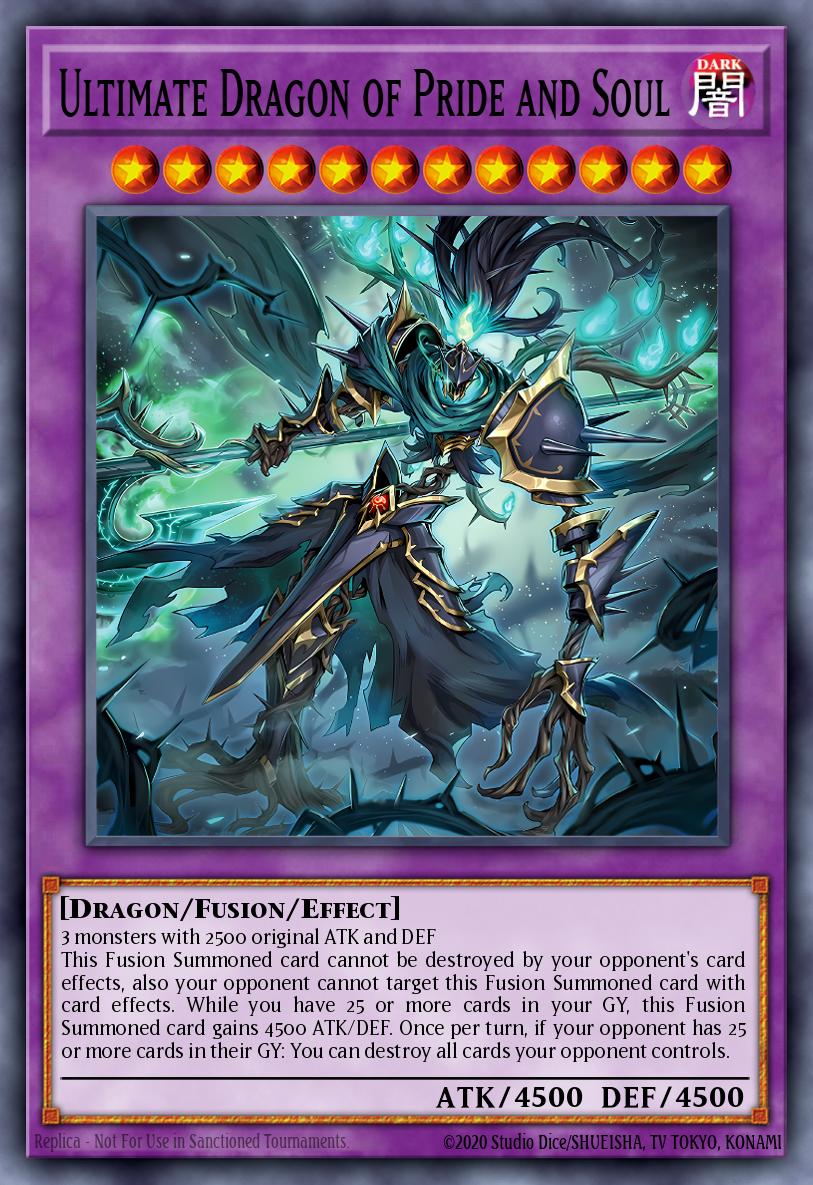 Ultimate Dragon of Pride and Soul
DARK
闇
[Dragon/Fusion/Effect]
3 monsters with 2500 original ATK and DEF
This Fusion Summoned card cannot be destroyed by your opponent's card
effects, also your opponent cannot target this Fusion Summoned card with
card effects. While you have 25 or more cards in your GY, this Fusion
Summoned card gains 4500 ATK/DEF. Once per turn, if your opponent has 25
or more cards in their GY: You can destroy all cards your opponent controls.
ATK/4500 DEF/4500
Replica - Not For Use in Sanctioned Tournaments.
©2020 Studio Dice/SHUEISHA, TV TOKYO, KONAMI